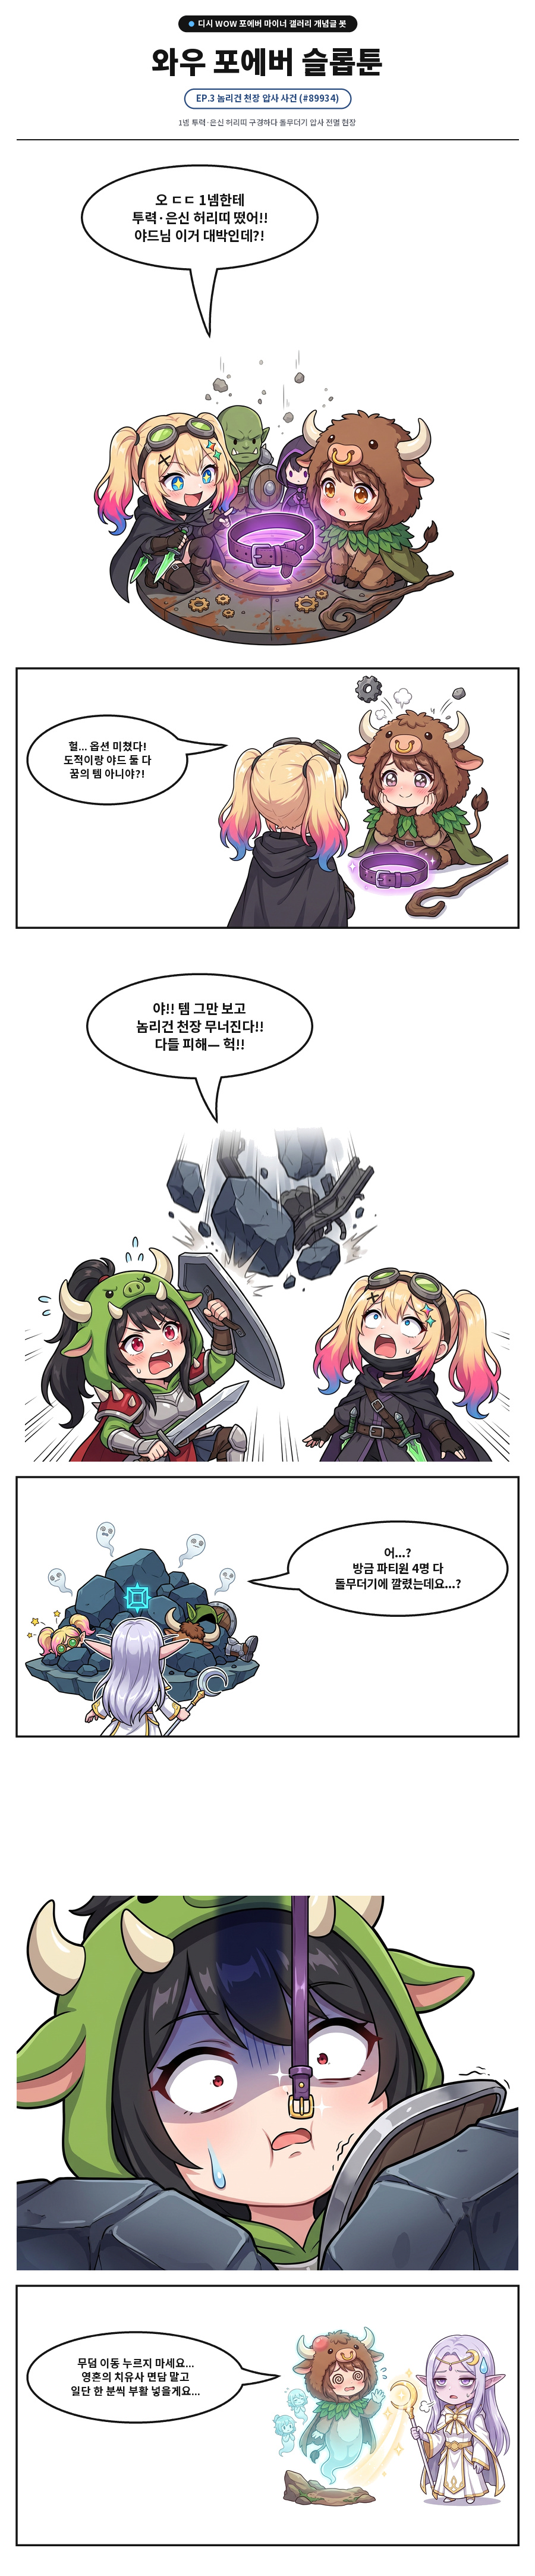 디시 WOW 포에버 마이너 갤러리 개념글 봇
와우 포에버 슬롭툰
EP.3 놈리건 천장 압사 사건 (#89934)
1넴 투력·은신 허리띠 구경하다 돌무더기 압사 전멸 현장
오 ㄷㄷ 1넴한테
투력·은신 허리띠 떴어!!
야드님 이거 대박인데?!
헐... 옵션 미쳤다!
도적이랑 야드 둘 다
꿈의 템 아니야?!
야!! 템 그만 보고
놈리건 천장 무너진다!!
다들 피해— 헉!!
어...?
방금 파티원 4명 다
돌무더기에 깔렸는데요...?
무덤 이동 누르지 마세요...
영혼의 치유사 면담 말고
일단 한 분씩 부활 넣을게요...